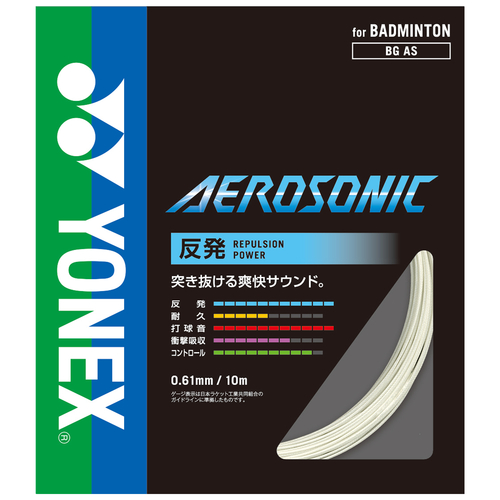 for BADMINTON
BG AS
YONEX®
AEROSONIC
反発 REPULSION POWER
突き抜ける爽快サウンド。
反発
耐久
打球音
衝撃吸収
コントロール
0.61mm / 10m
ゲージ表示は日本ラケット工業共同組合の
ガイドラインに準拠したものです。